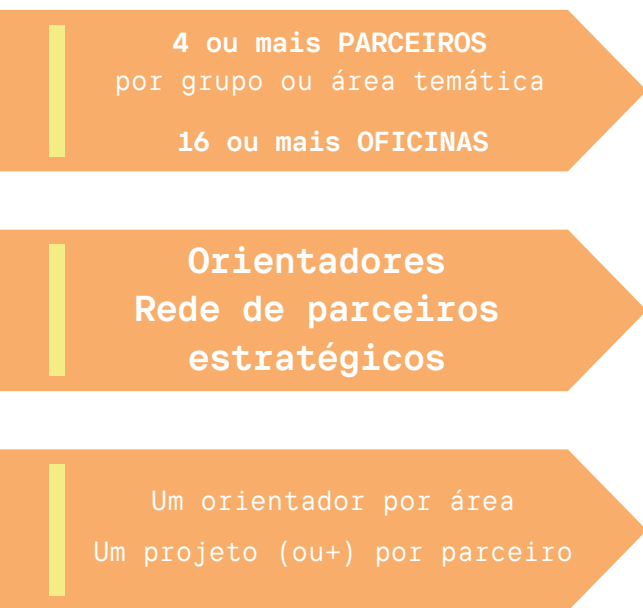 4 ou mais PARCEIROS
por grupo ou área temática
16 ou mais OFICINAS
Orientadores
Rede de parceiros
estratégicos
Um orientador por área
Um projeto (ou+) por parceiro